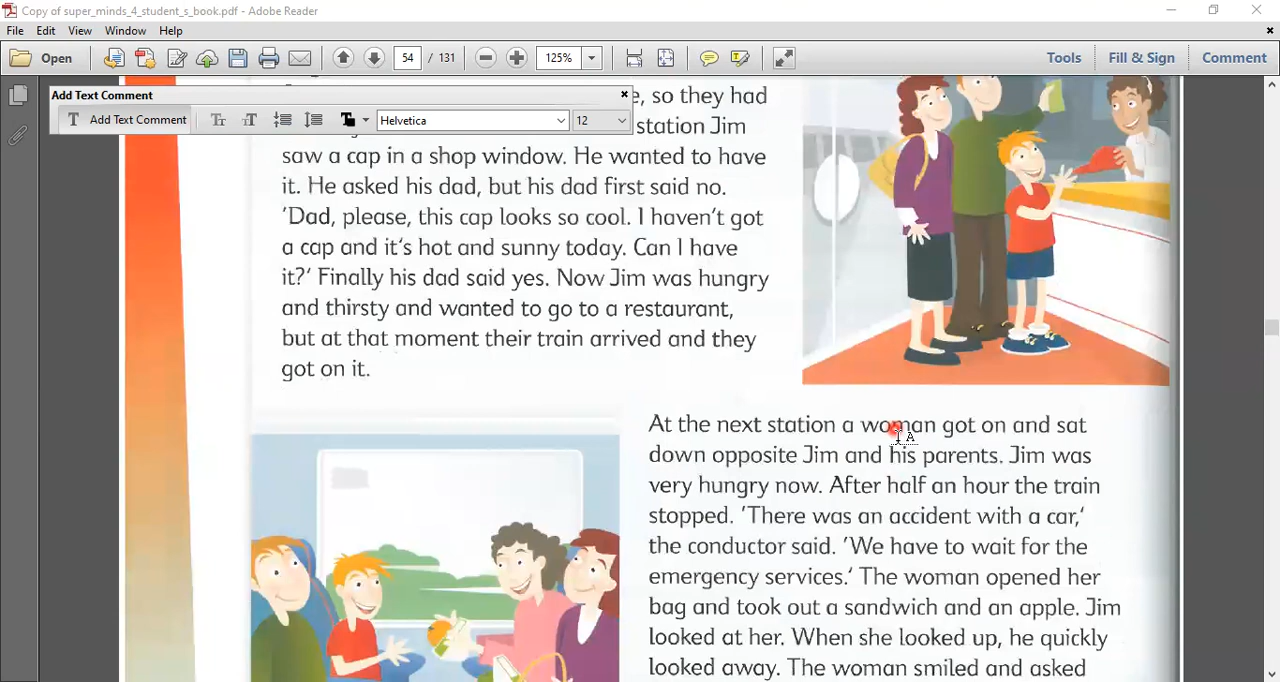 Copy of super_minds_4_student_s_book.pdf - Adobe Reader
File Edit View Window Help
Open 54 / 131 125% Tools Fill & Sign Comment
Add Text Comment
T Add Text Comment Helvetica 12
so they had
station Jim
saw a cap in a shop window. He wanted to have
it. He asked his dad, but his dad first said no.
'Dad, please, this cap looks so cool. I haven't got
a cap and it's hot and sunny today. Can I have
it?' Finally his dad said yes. Now Jim was hungry
and thirsty and wanted to go to a restaurant,
but at that moment their train arrived and they
got on it.
At the next station a woman got on and sat
down opposite Jim and his parents. Jim was
very hungry now. After half an hour the train
stopped. 'There was an accident with a car,'
the conductor said. 'We have to wait for the
emergency services.' The woman opened her
bag and took out a sandwich and an apple. Jim
looked at her. When she looked up, he quickly
looked away. The woman smiled and asked